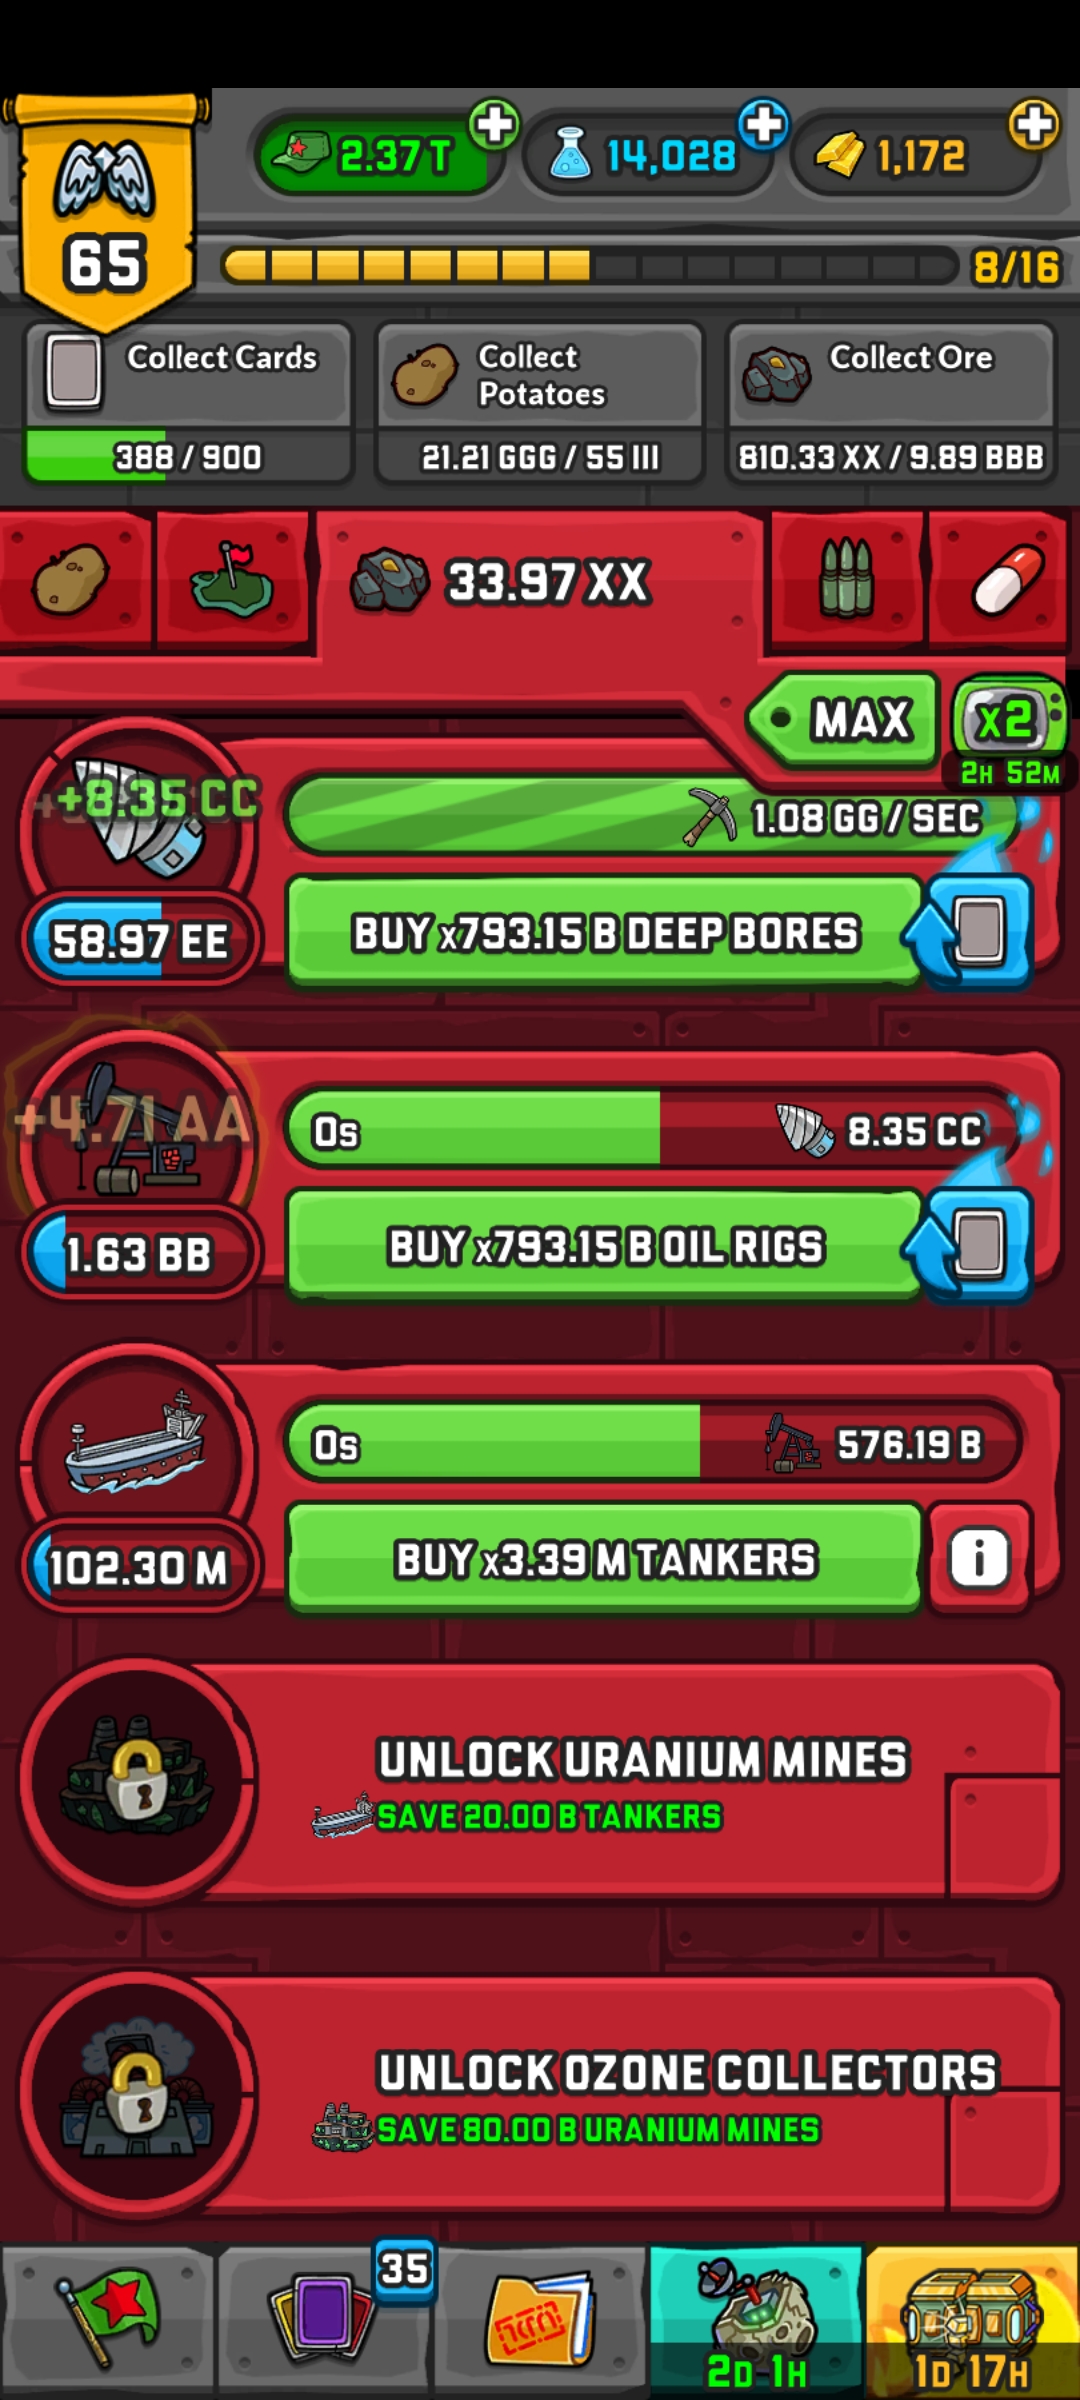 2.37 T
14,028
1,172
65
8/16
Collect Cards
388 / 900
Collect
Potatoes
21.21 GGG / 55 III
Collect Ore
810.33 XX / 9.89 BBB
33.97 XX
MAX
x2
2H 52M
+8.35 CC
1.08 GG / SEC
58.97 EE
BUY x793.15 B DEEP BORES
+4.71 AA
0s
8.35 CC
1.63 BB
BUY x793.15 B OIL RIGS
0s
576.19 B
102.30 M
BUY x3.39 M TANKERS
i
UNLOCK URANIUM MINES
SAVE 20.00 B TANKERS
UNLOCK OZONE COLLECTORS
SAVE 80.00 B URANIUM MINES
35
2D 1H
1D 17H